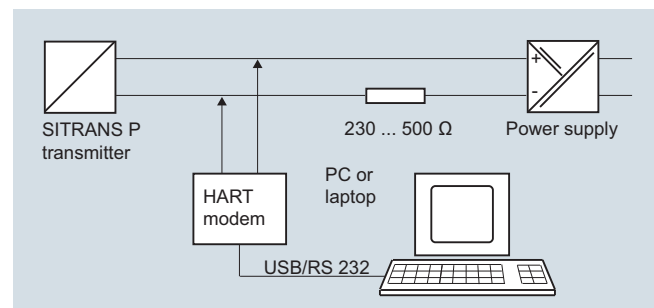 +
-
SITRANS P
transmitter
230 ... 500 Ω
Power supply
PC or
laptop
HART
modem
USB/RS 232